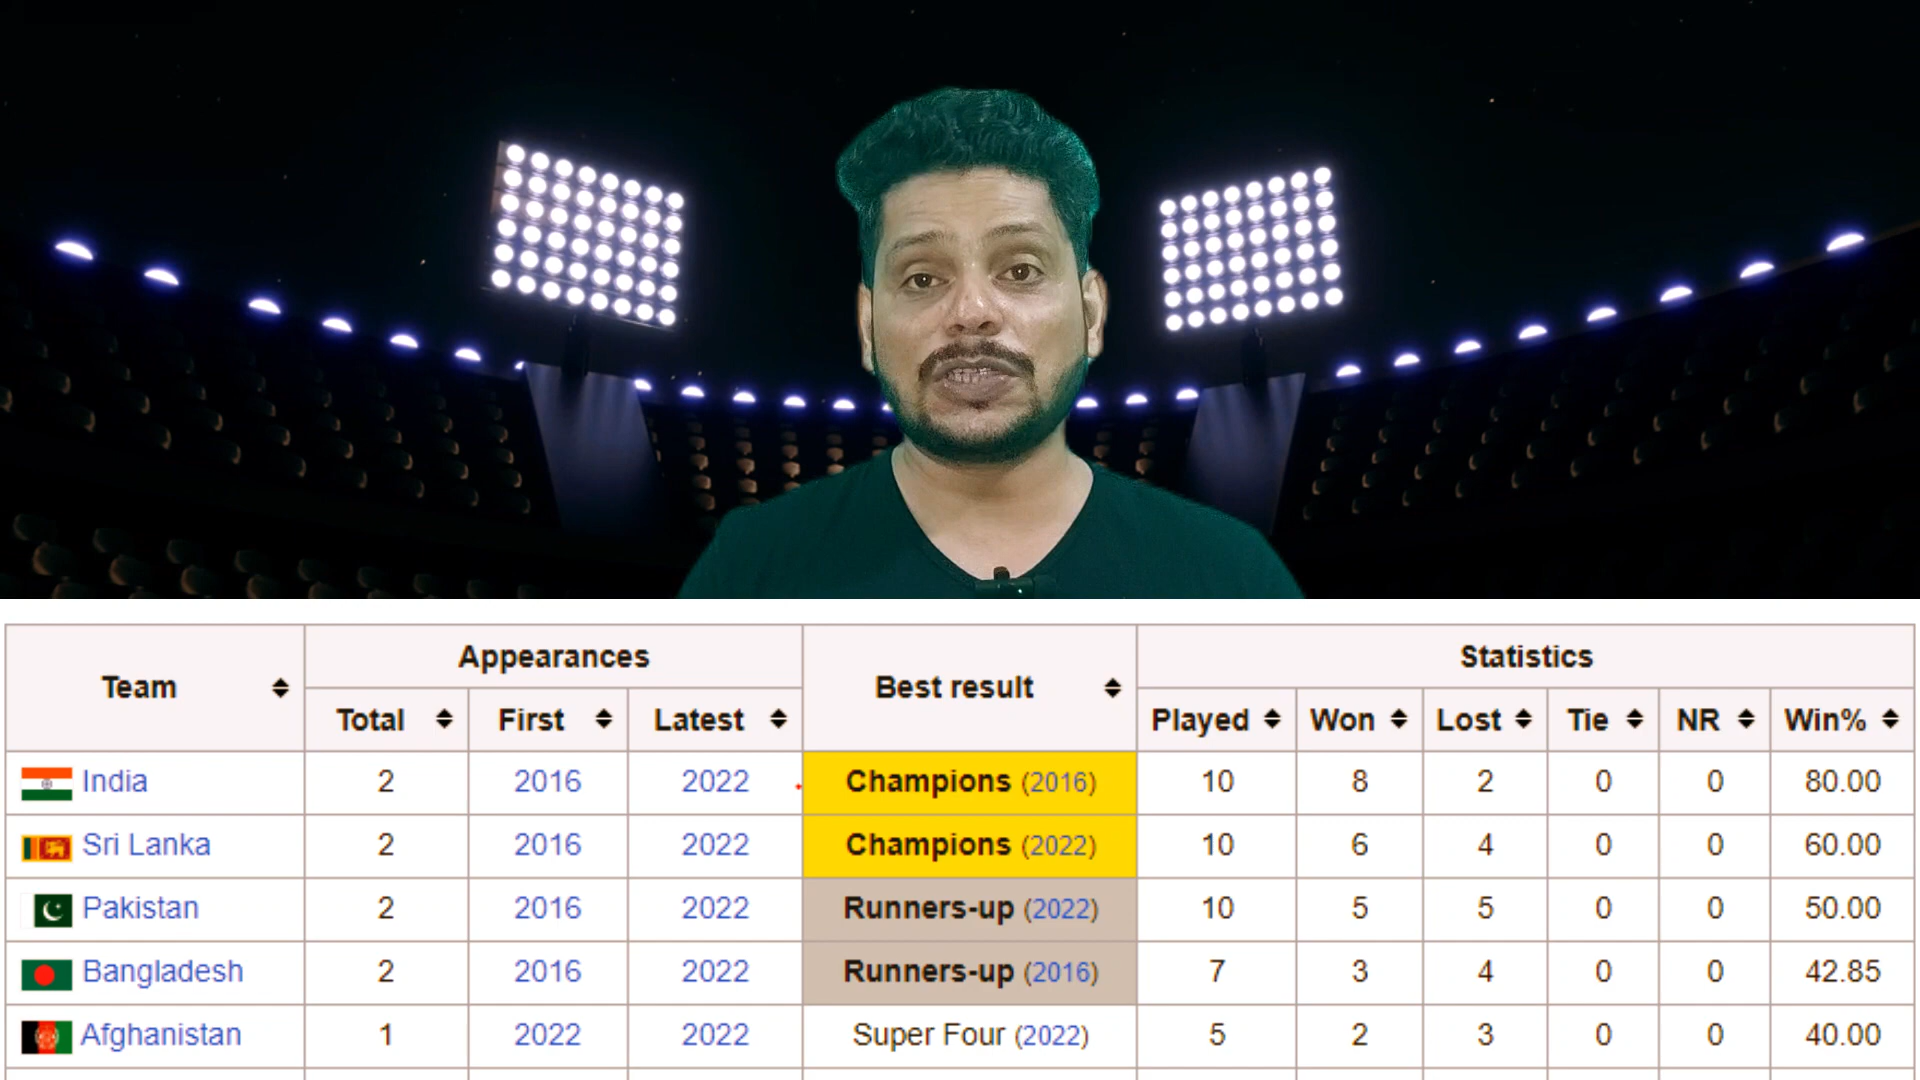 Team Appearances Best result Statistics
Total First Latest Played Won Lost Tie NR Win%
India 2 2016 2022 Champions (2016) 10 8 2 0 0 80.00
Sri Lanka 2 2016 2022 Champions (2022) 10 6 4 0 0 60.00
Pakistan 2 2016 2022 Runners-up (2022) 10 5 5 0 0 50.00
Bangladesh 2 2016 2022 Runners-up (2016) 7 3 4 0 0 42.85
Afghanistan 1 2022 2022 Super Four (2022) 5 2 3 0 0 40.00